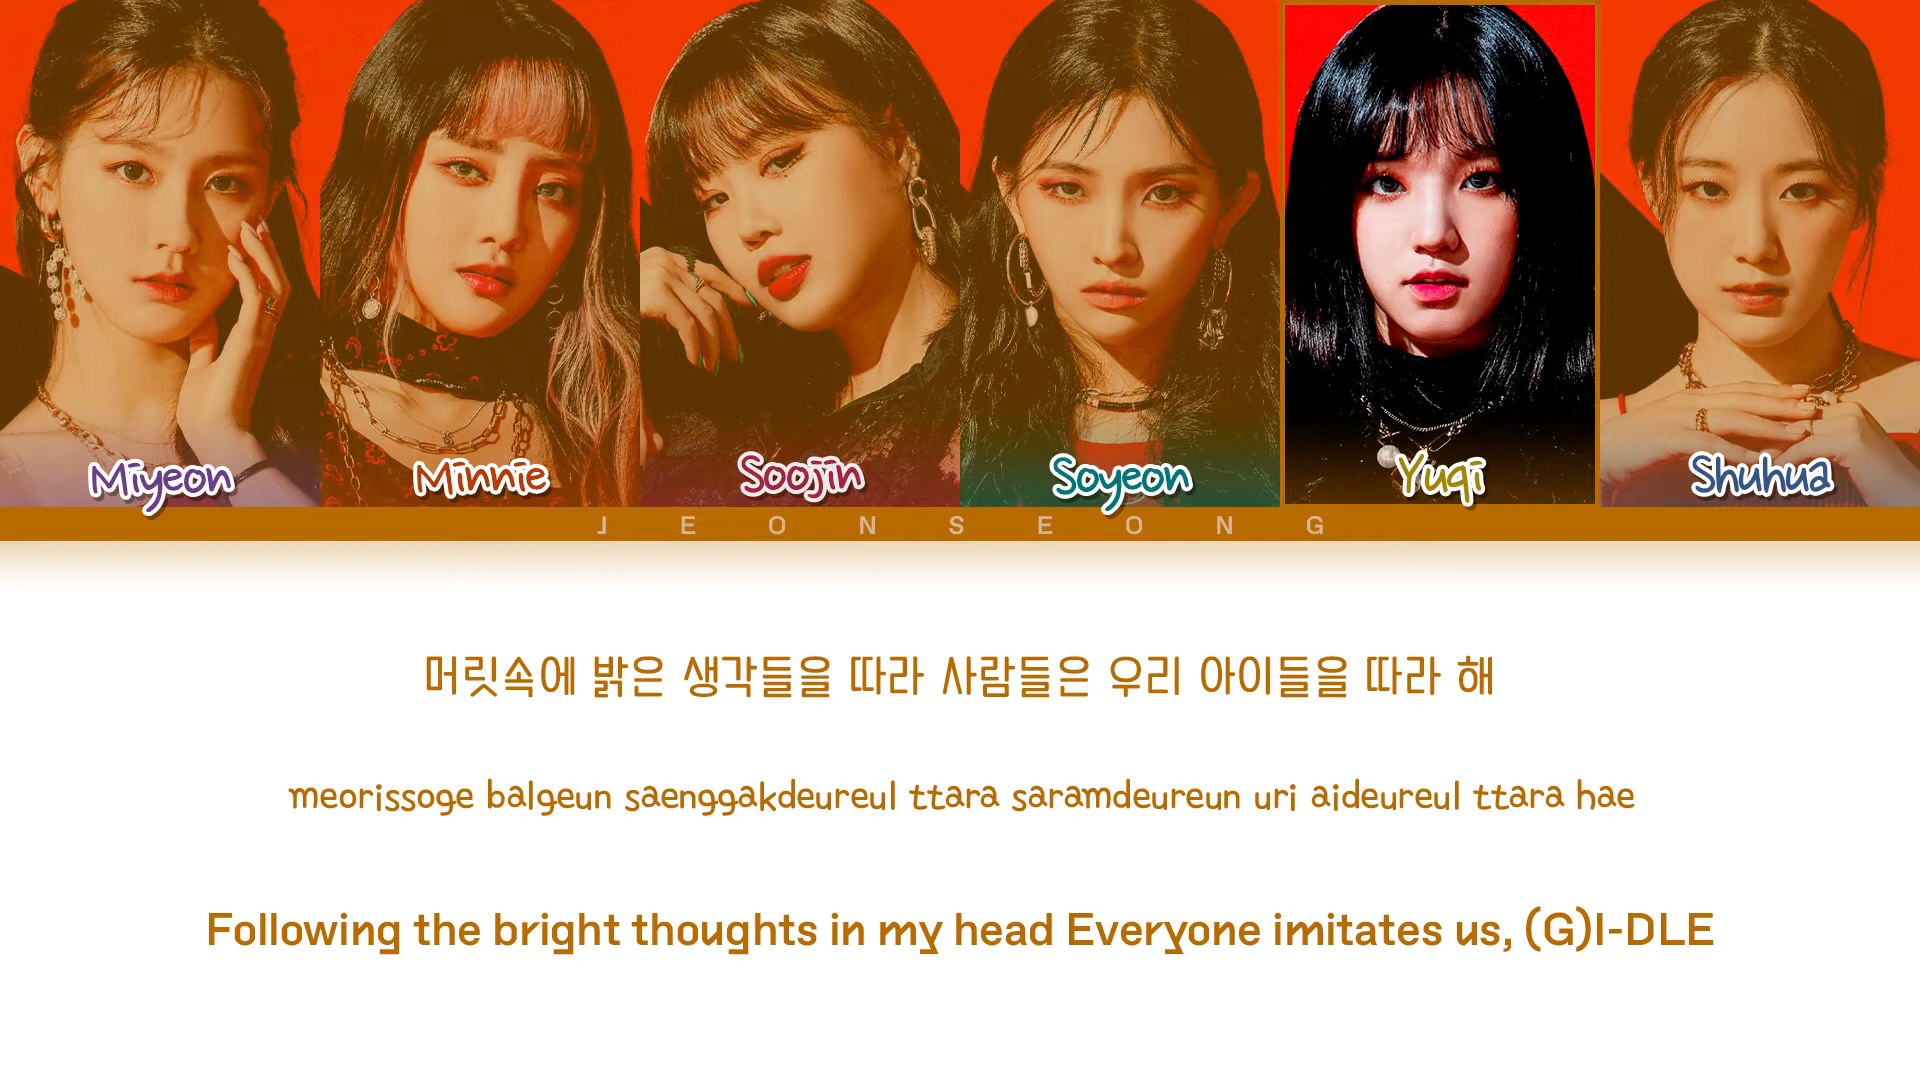 Miyeon
Minnie
Soojin
Soyeon
Yuqi
Shuhua
JEONSEONG
머릿속에 밝은 생각들을 따라 사람들은 우리 아이들을 따라 해
meorissoge balgeun saenggakdeureul ttara saramdeureun uri aideureul ttara hae
Following the bright thoughts in my head Everyone imitates us, (G)I-DLE